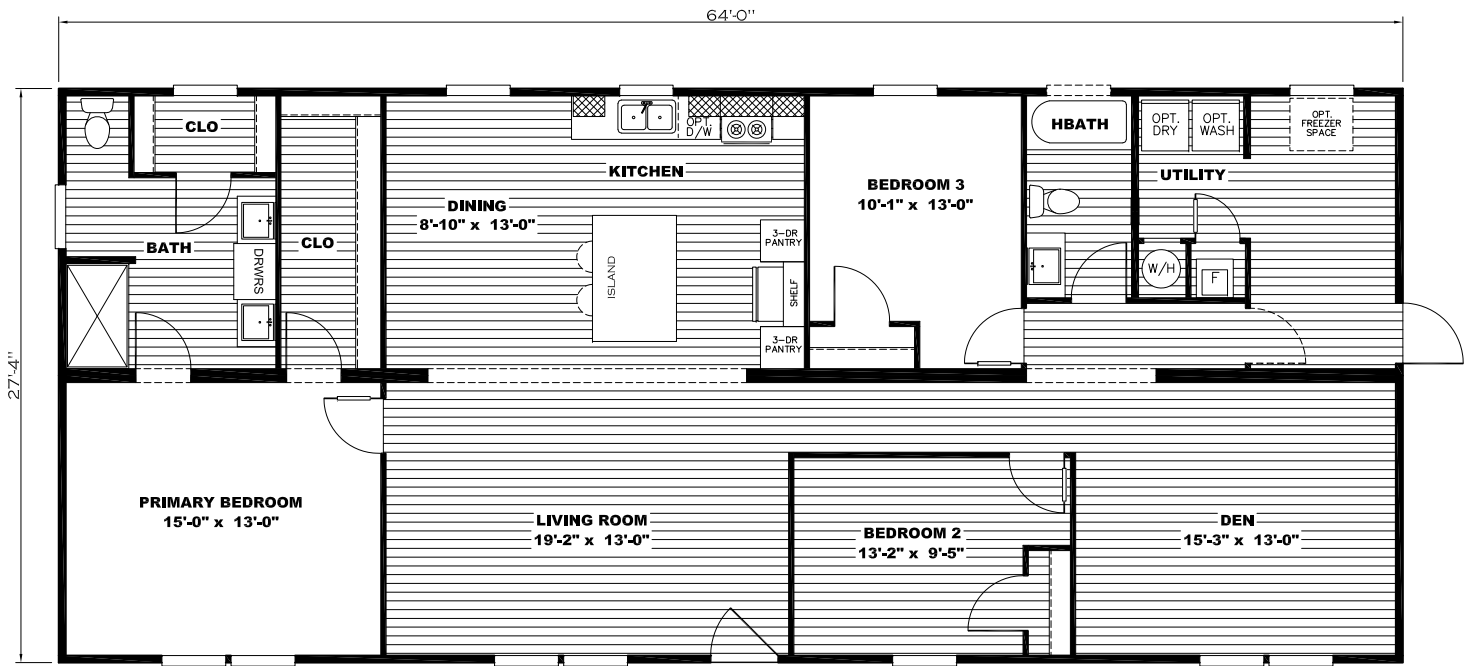 64'-0"
27'-4"
CLO
BATH
DRWRS
CLO
KITCHEN
OPT.
D/W
DINING
8'-10" x 13'-0"
ISLAND
3-DR
PANTRY
SHELF
3-DR
PANTRY
BEDROOM 3
10'-1" x 13'-0"
HBATH
OPT.
DRY
OPT.
WASH
UTILITY
W/H
F
OPT.
FREEZER
SPACE
PRIMARY BEDROOM
15'-0" x 13'-0"
LIVING ROOM
19'-2" x 13'-0"
BEDROOM 2
13'-2" x 9'-5"
DEN
15'-3" x 13'-0"